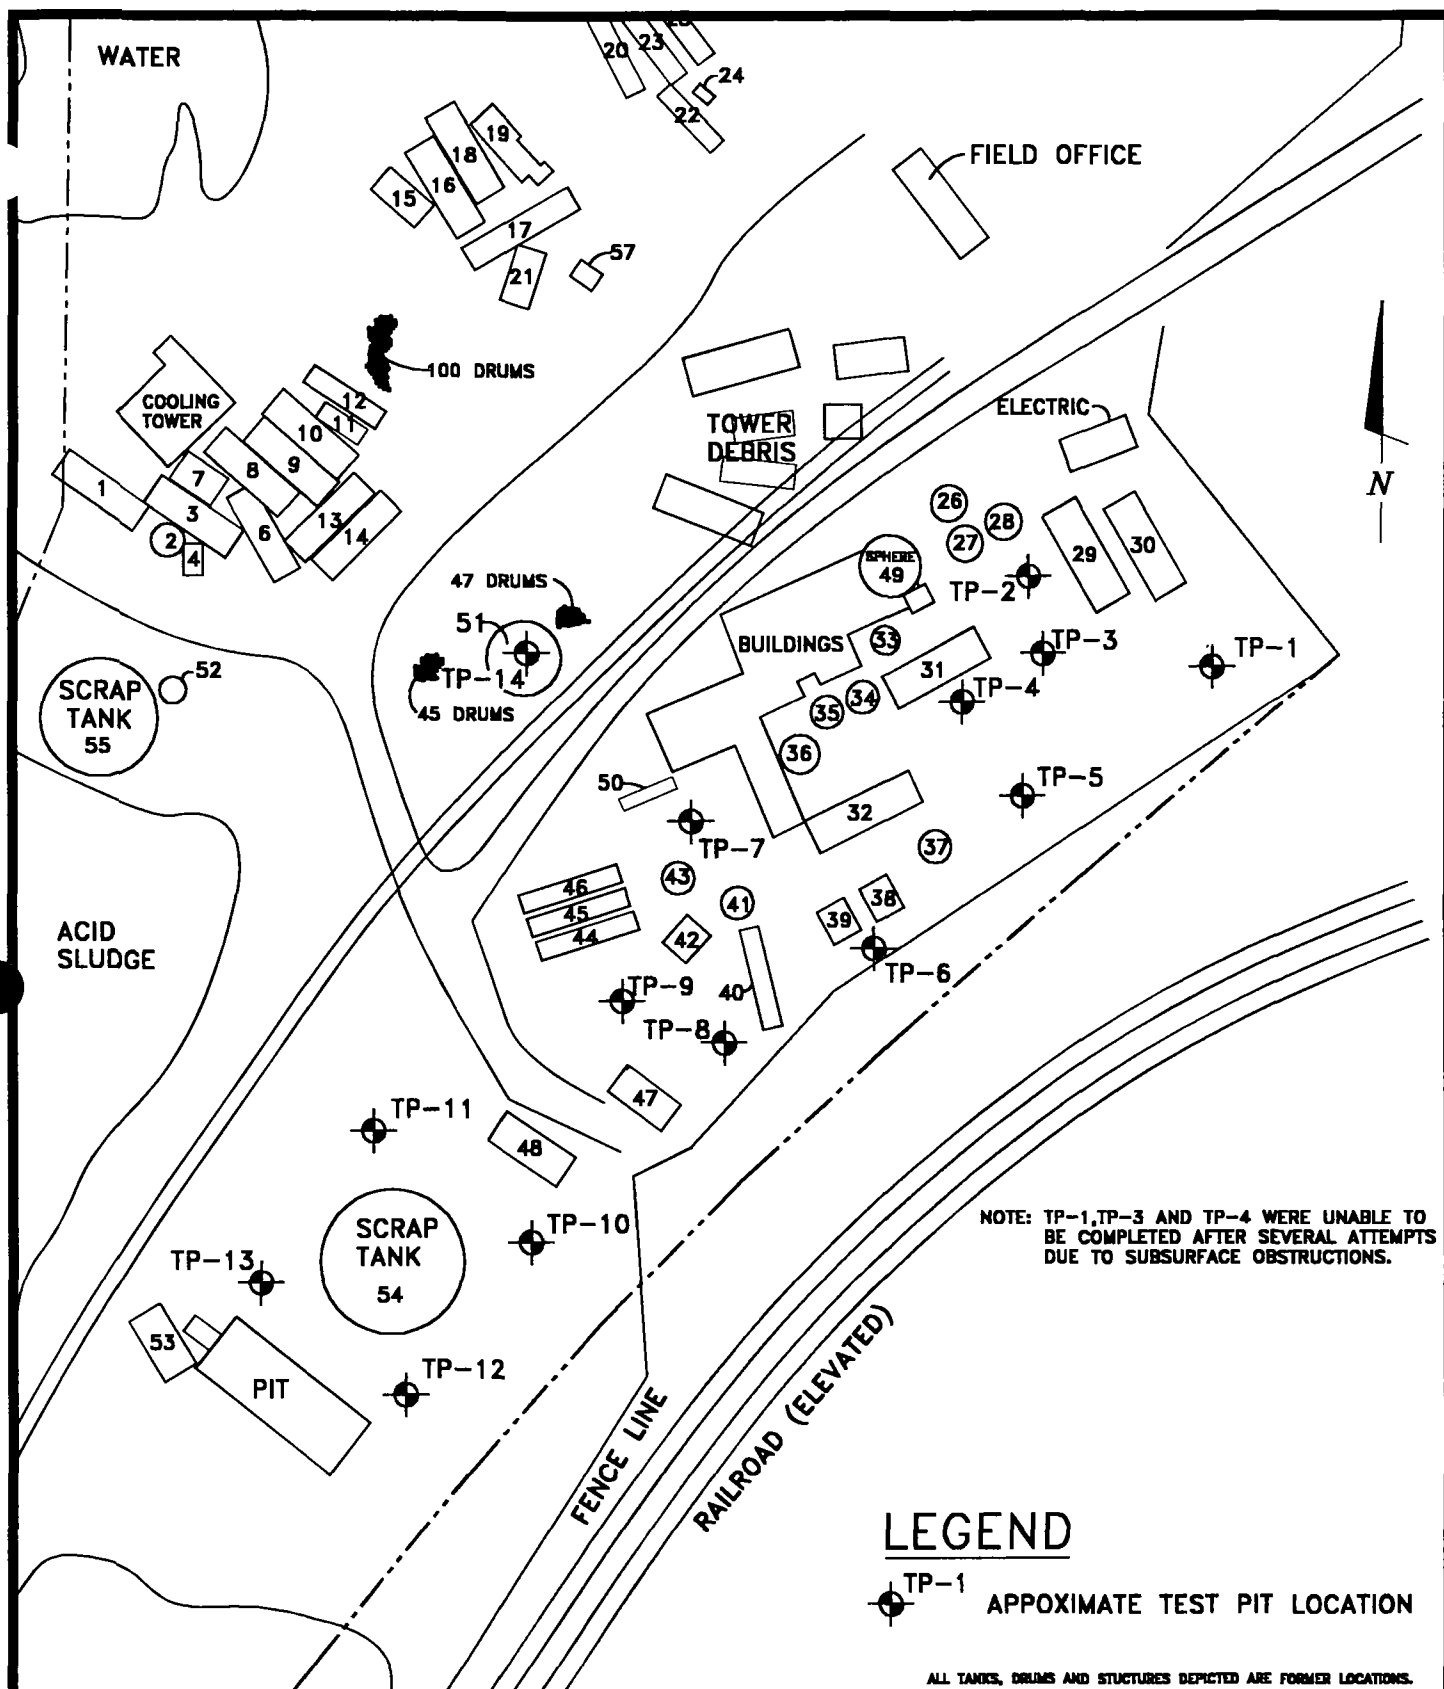 WATER
20
23
24
22
19
18
16
15
17
21
57
FIELD OFFICE
100 DRUMS
COOLING
TOWER
12
11
10
9
8
7
1
3
2
4
6
13
14
TOWER
DEBRIS
ELECTRIC
N
26
28
27
29
30
SPHERE
49
TP-2
47 DRUMS
51
TP-14
45 DRUMS
BUILDINGS
33
31
TP-3
TP-1
TP-4
34
35
36
52
SCRAP
TANK
55
50
TP-5
32
TP-7
37
43
41
46
45
44
42
38
39
40
TP-6
ACID
SLUDGE
TP-9
TP-8
47
TP-11
48
TP-10
SCRAP
TANK
54
TP-13
53
PIT
TP-12
NOTE: TP-1,TP-3 AND TP-4 WERE UNABLE TO
BE COMPLETED AFTER SEVERAL ATTEMPTS
DUE TO SUBSURFACE OBSTRUCTIONS.
FENCE LINE
RAILROAD (ELEVATED)
LEGEND
TP-1
APPOXIMATE TEST PIT LOCATION
ALL TANKS, DRUMS AND STUCTURES DEPICTED ARE FORMER LOCATIONS.